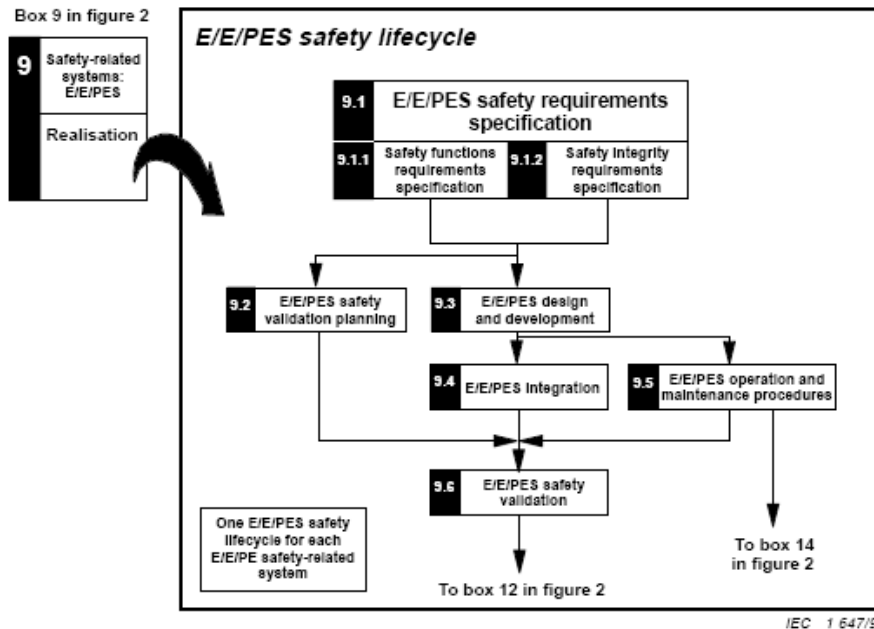 Box 9 in figure 2
9
Safety-related
systems:
E/E/PES
Realisation
E/E/PES safety lifecycle
9.1
E/E/PES safety requirements
specification
9.1.1
Safety functions
requirements
specification
9.1.2
Safety integrity
requirements
specification
9.2
E/E/PES safety
validation planning
9.3
E/E/PES design
and development
9.4
E/E/PES integration
9.5
E/E/PES operation and
maintenance procedures
9.6
E/E/PES safety
validation
One E/E/PES safety
lifecycle for each
E/E/PE safety-related
system
To box 12 in figure 2
To box 14
in figure 2
IEC 1 647/9